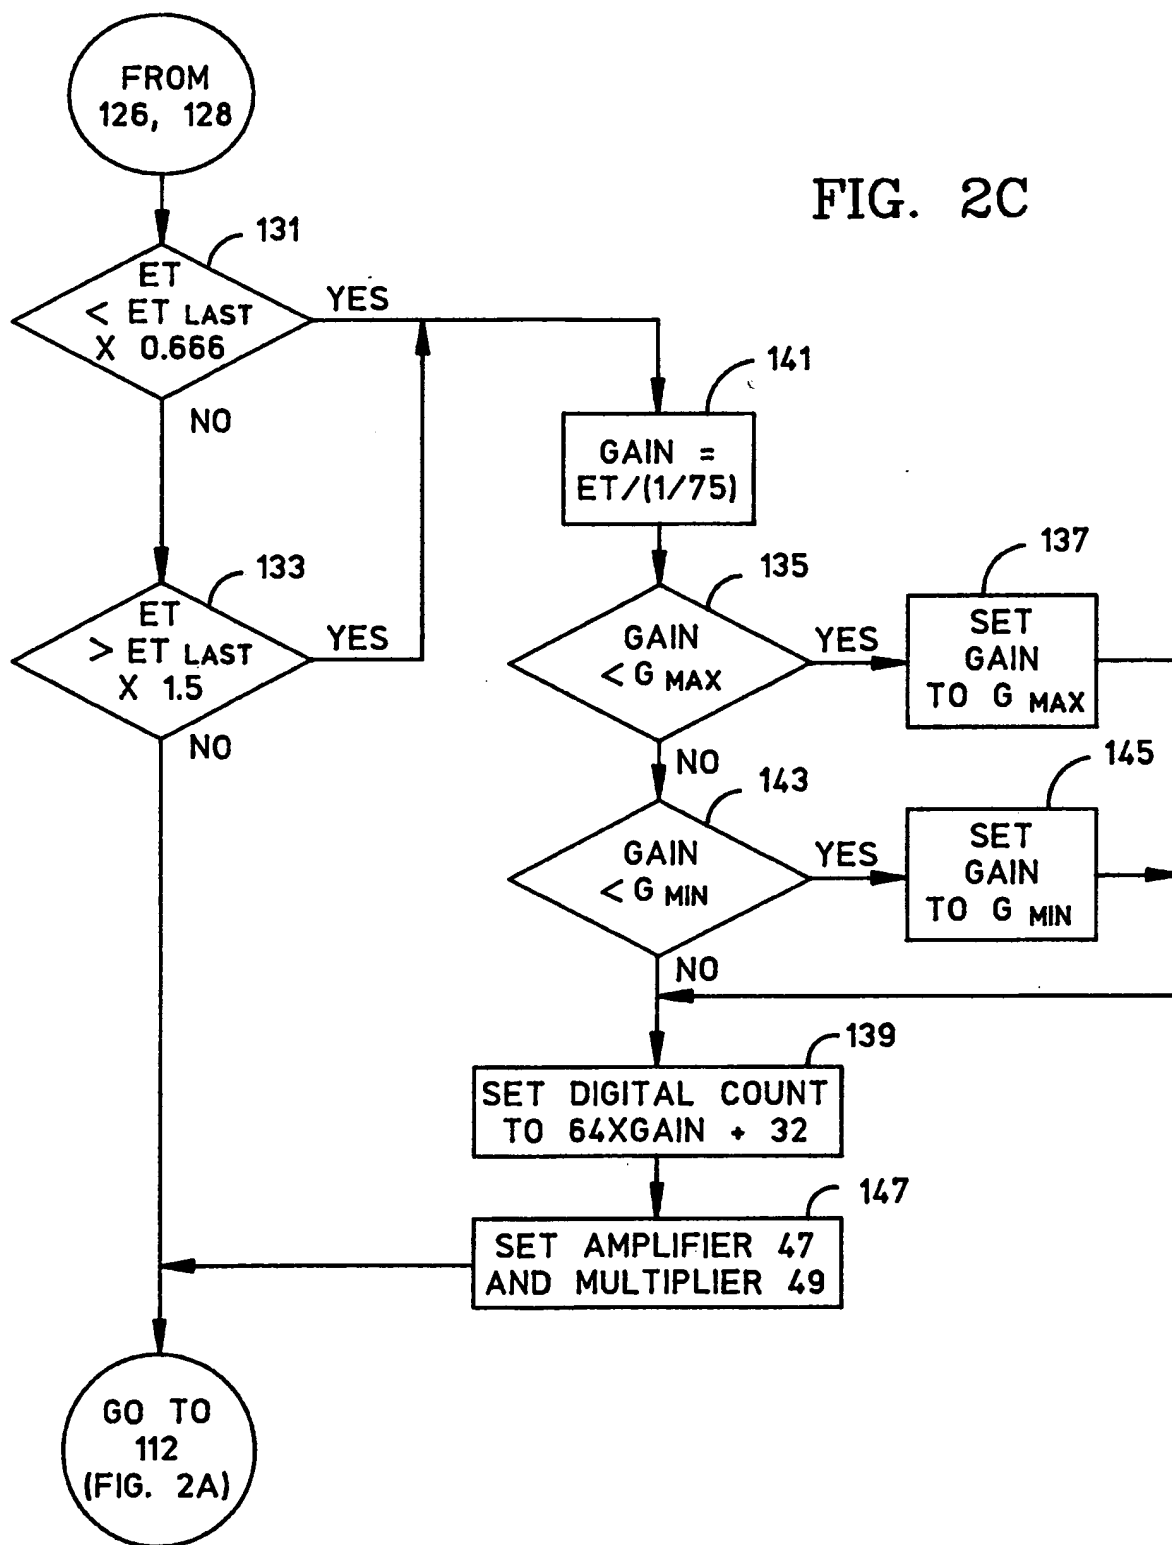 FROM
126, 128
FIG. 2C
131
ET
< ET LAST
X 0.666
YES
NO
141
GAIN =
ET/(1/75)
133
ET
> ET LAST
X 1.5
YES
NO
135
GAIN
< G MAX
YES
NO
137
SET
GAIN
TO G MAX
143
GAIN
< G MIN
YES
NO
145
SET
GAIN
TO G MIN
139
SET DIGITAL COUNT
TO 64XGAIN + 32
147
SET AMPLIFIER 47
AND MULTIPLIER 49
GO TO
112
(FIG. 2A)